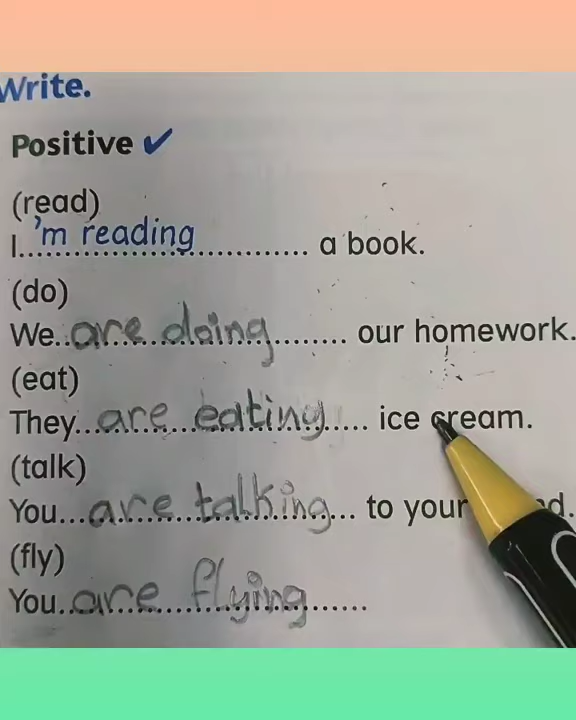 Write.
Positive ✔
(read)
I 'm reading a book.
(do)
We are doing our homework.
(eat)
They are eating ice cream.
(talk)
You are talking to your
(fly)
You are flying